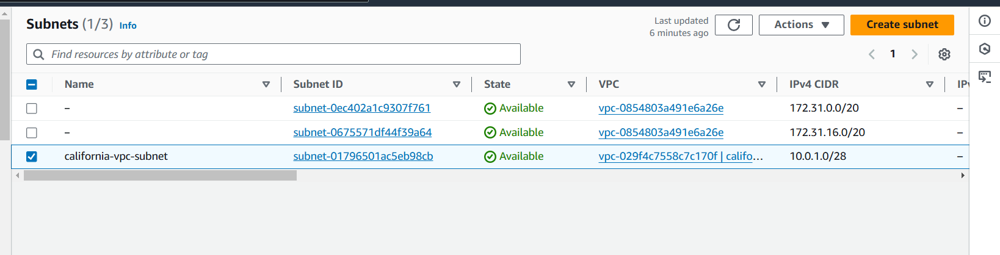 Subnets (1/3) Info
Last updated
6 minutes ago
Actions
Create subnet
Find resources by attribute or tag
1
Name Subnet ID State VPC IPv4 CIDR IPv
– subnet-0ec402a1c9307f761 Available vpc-0854803a491e6a26e 172.31.0.0/20 –
– subnet-0675571df44f39a64 Available vpc-0854803a491e6a26e 172.31.16.0/20 –
california-vpc-subnet subnet-01796501ac5eb98cb Available vpc-029f4c7558c7c170f | califo… 10.0.1.0/28 –